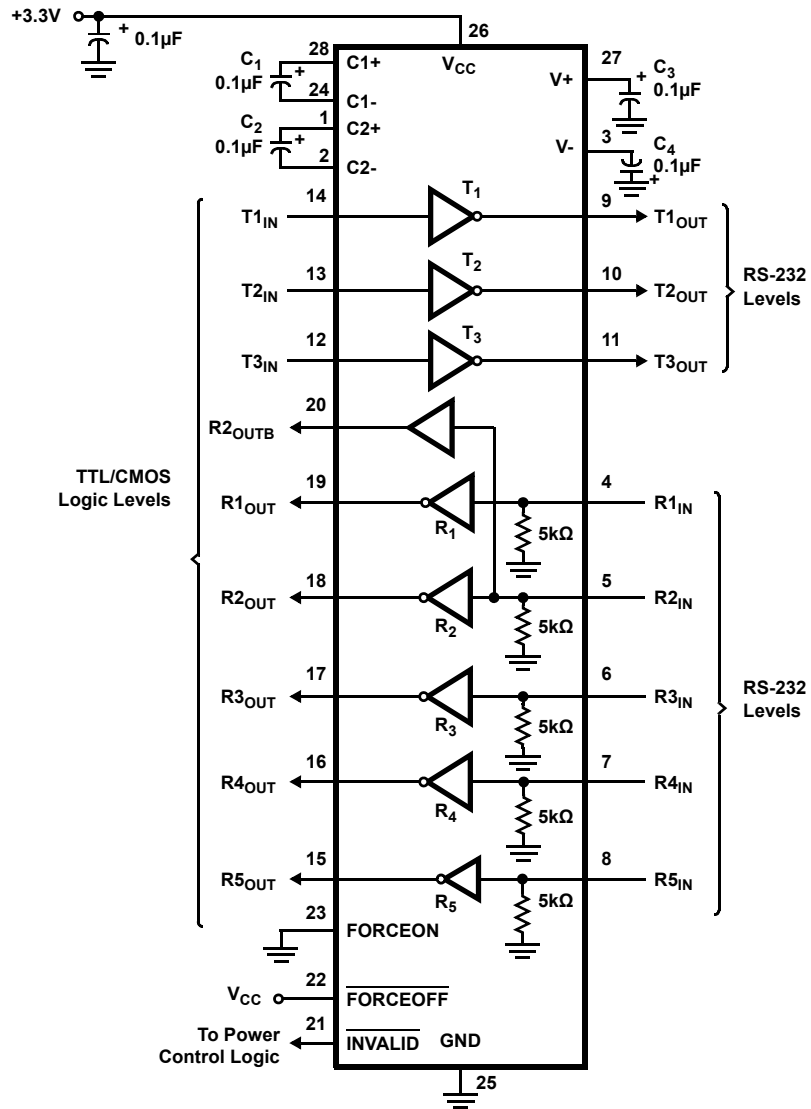 +3.3V
+ 0.1µF
26
28
C1+
VCC
27
C1
0.1µF
+
24
C1-
V+
+
C3
0.1µF
1
C2+
3
C2
0.1µF
+
2
C2-
V-
C4
0.1µF
+
14
T1
9
T1IN
T1OUT
13
T2
10
T2IN
T2OUT
RS-232
Levels
12
T3
11
T3IN
T3OUT
20
R2OUTB
TTL/CMOS
Logic Levels
19
4
R1OUT
R1IN
R1
5kΩ
18
5
R2OUT
R2IN
R2
5kΩ
17
6
R3OUT
R3IN
R3
5kΩ
RS-232
Levels
16
7
R4OUT
R4IN
R4
5kΩ
15
8
R5OUT
R5IN
R5
5kΩ
23
FORCEON
22
VCC
FORCEOFF
21
To Power
Control Logic
INVALID
GND
25